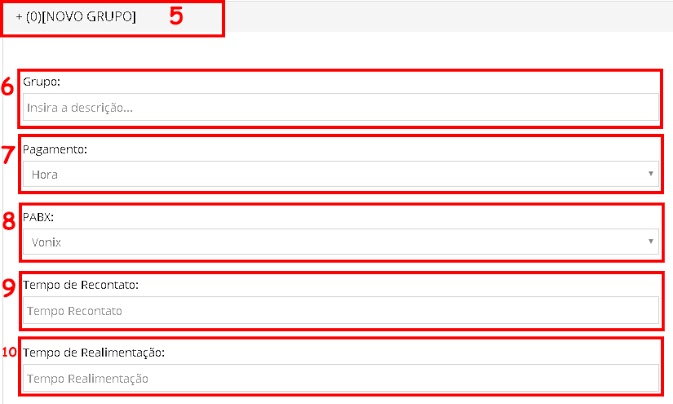 + (0)[NOVO GRUPO] 5
6 Grupo:
Insira a descrição...
7 Pagamento:
Hora
8 PABX:
Vonix
9 Tempo de Recontato:
Tempo Recontato
10 Tempo de Realimentação:
Tempo Realimentação